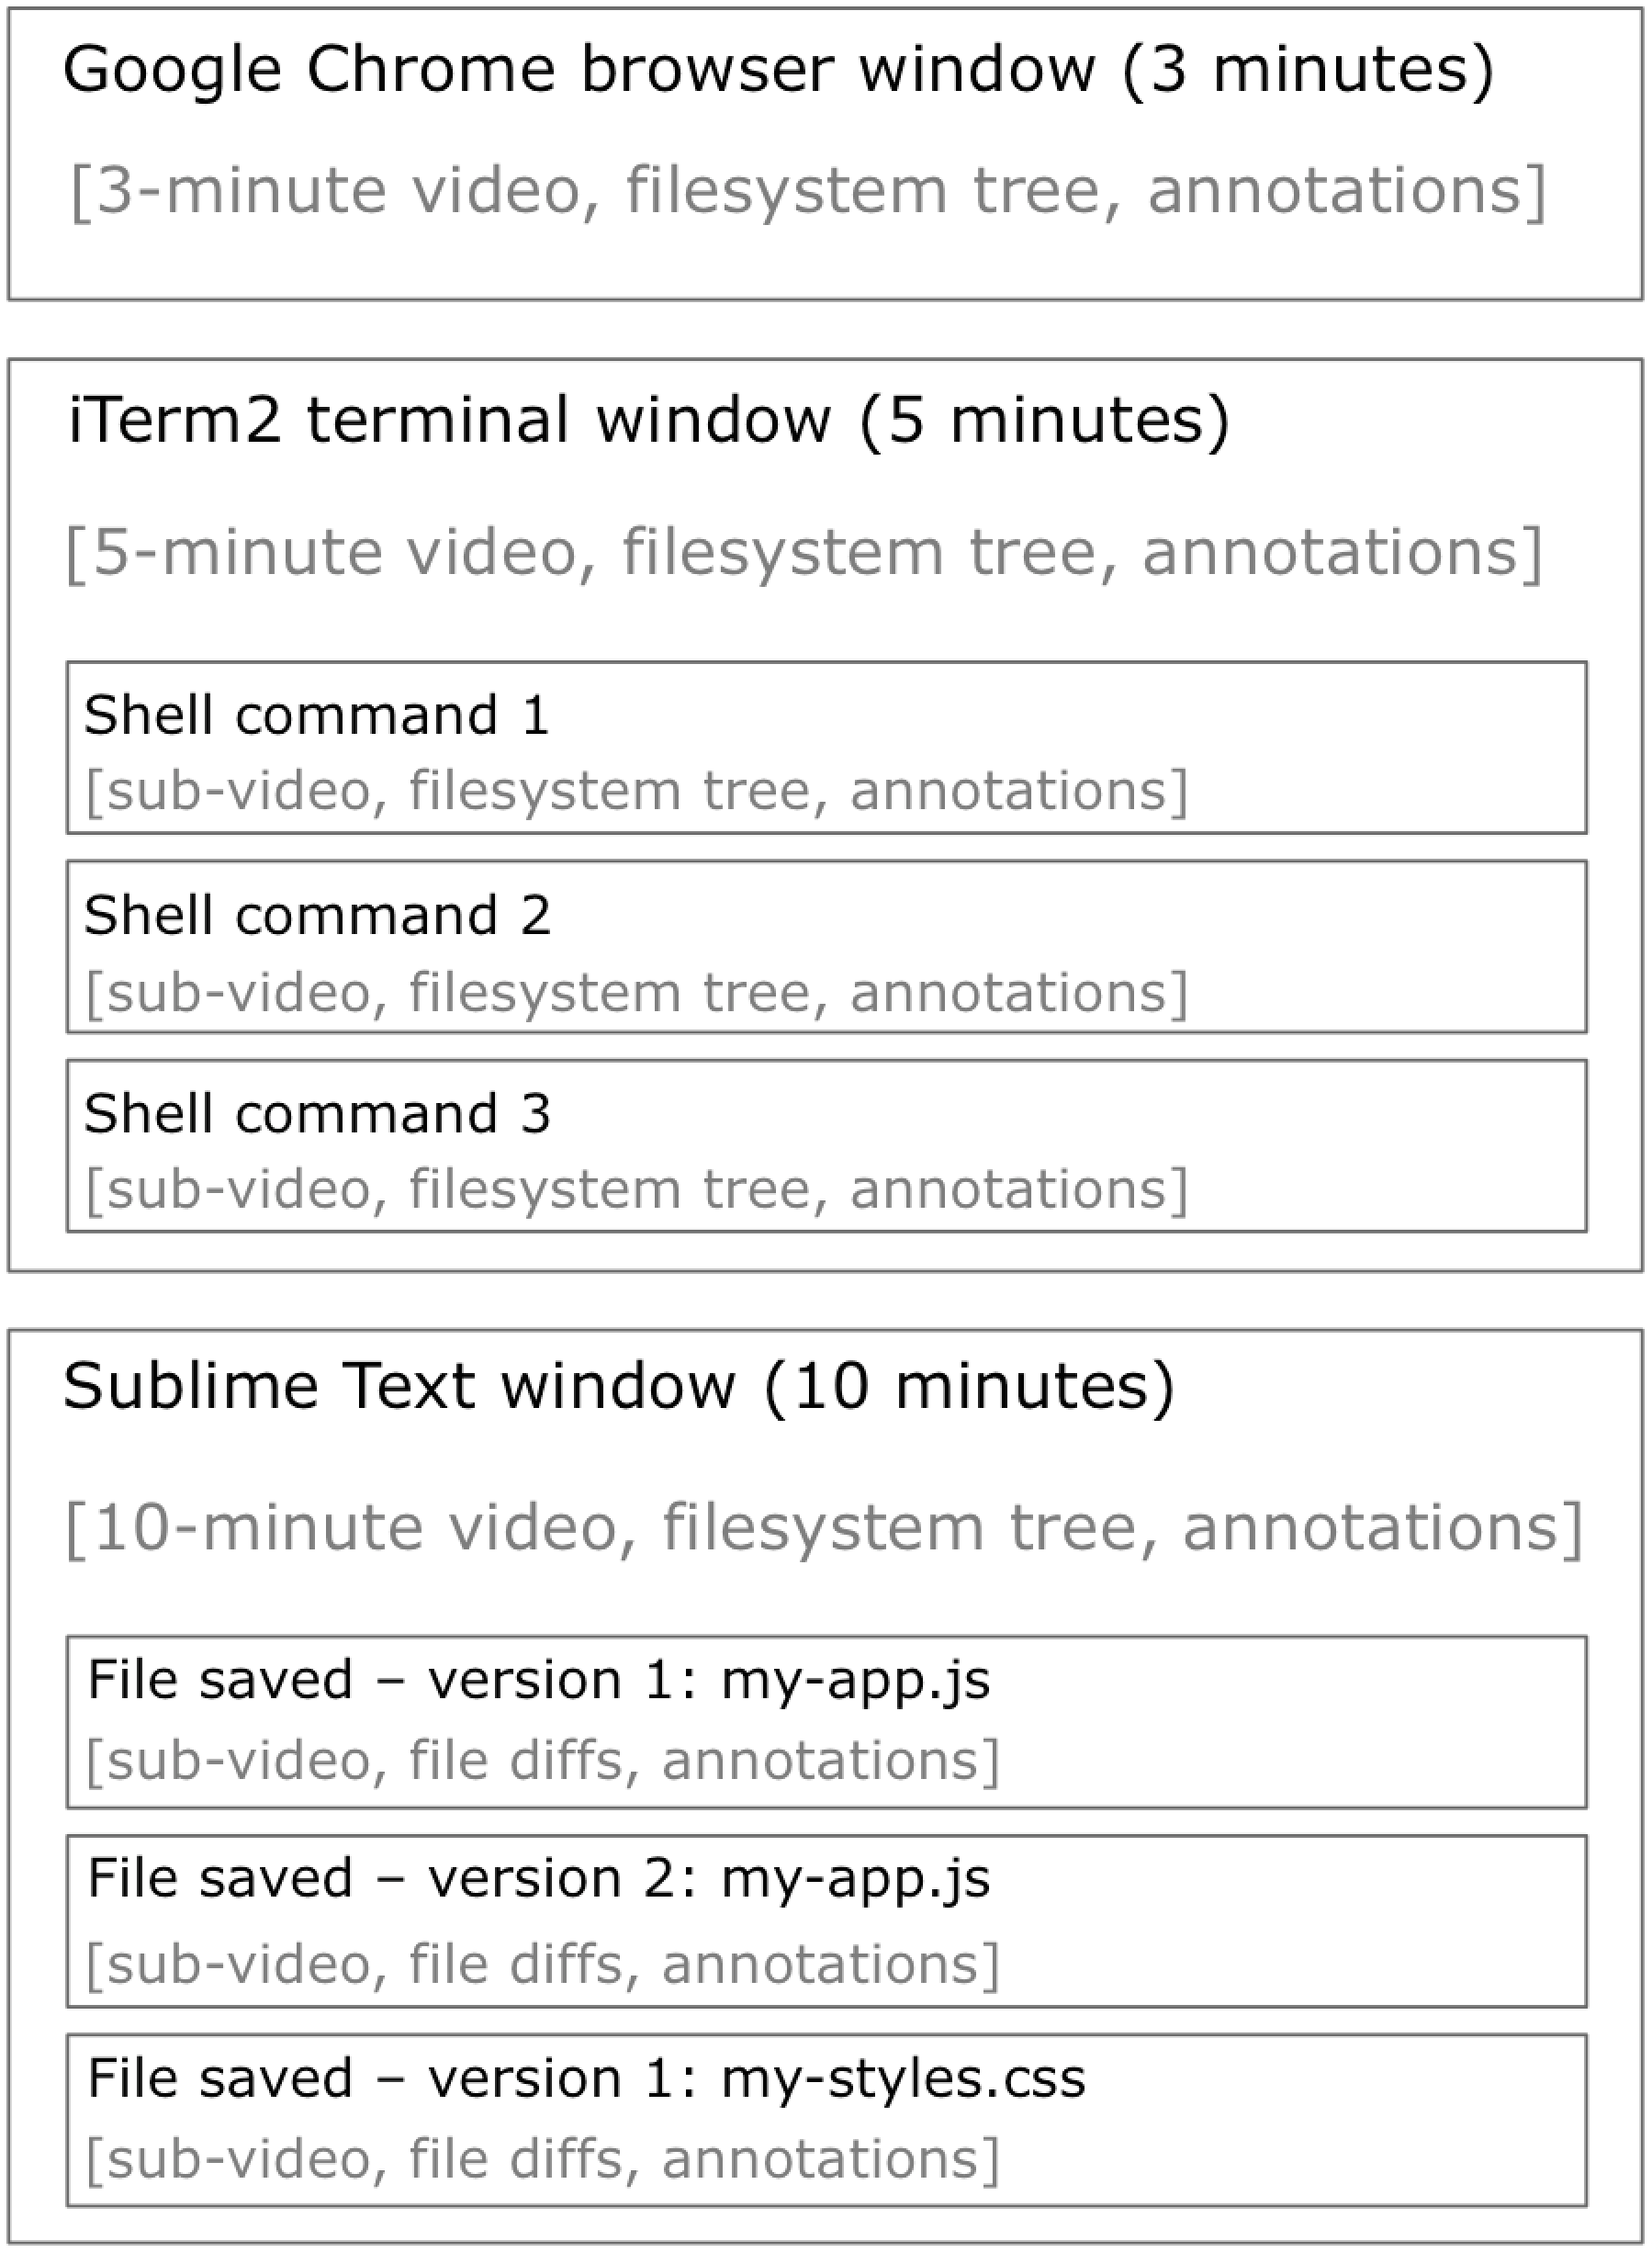 Google Chrome browser window (3 minutes)
[3-minute video, filesystem tree, annotations]
iTerm2 terminal window (5 minutes)
[5-minute video, filesystem tree, annotations]
Shell command 1
[sub-video, filesystem tree, annotations]
Shell command 2
[sub-video, filesystem tree, annotations]
Shell command 3
[sub-video, filesystem tree, annotations]
Sublime Text window (10 minutes)
[10-minute video, filesystem tree, annotations]
File saved – version 1: my-app.js
[sub-video, file diffs, annotations]
File saved – version 2: my-app.js
[sub-video, file diffs, annotations]
File saved – version 1: my-styles.css
[sub-video, file diffs, annotations]